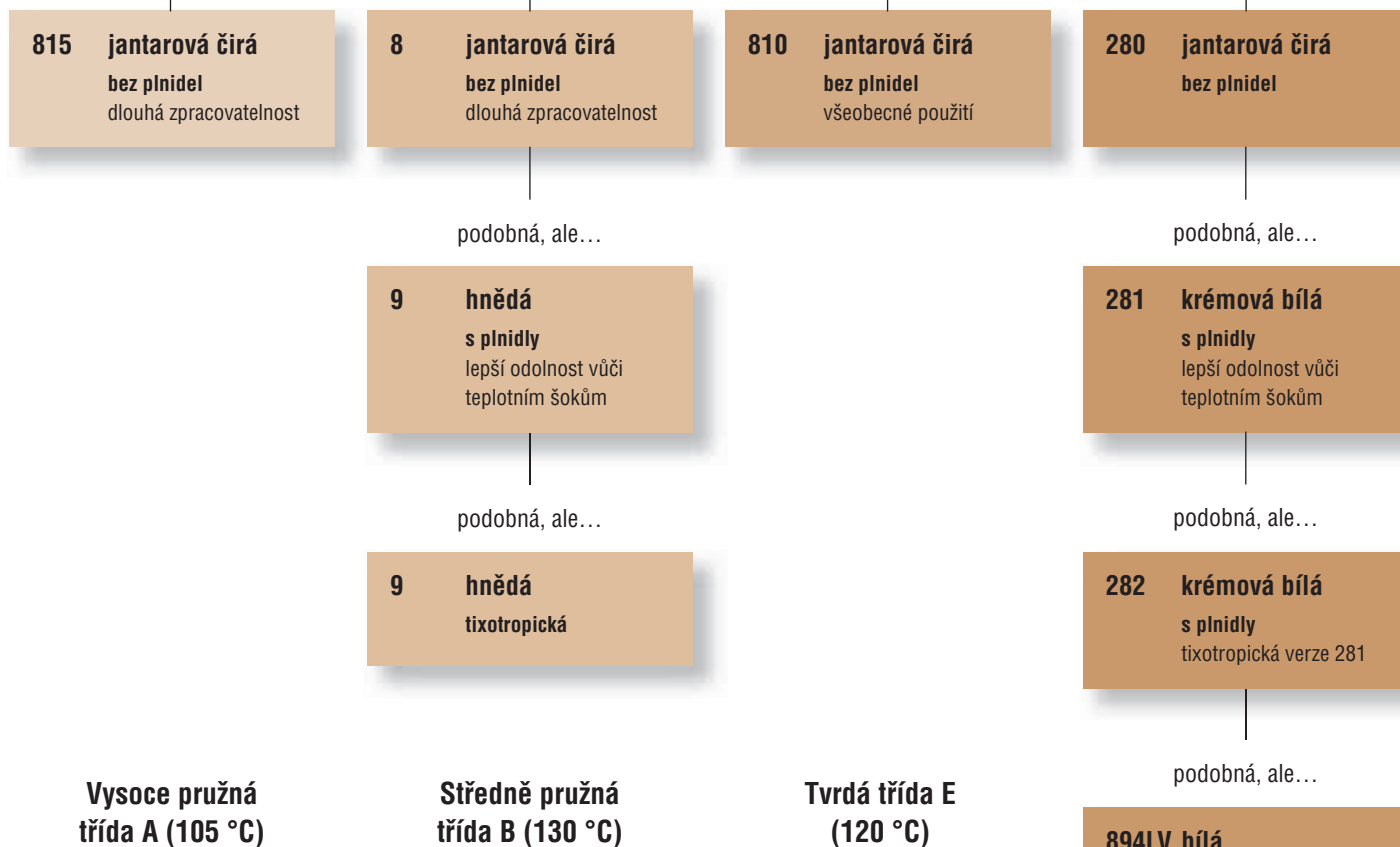 815 jantarová čirá
bez plnidel
dlouhá zpracovatelnost
8 jantarová čirá
bez plnidel
dlouhá zpracovatelnost
810 jantarová čirá
bez plnidel
všeobecné použití
280 jantarová čirá
bez plnidel
podobná, ale…
podobná, ale…
9 hnědá
s plnidly
lepší odolnost vůči
teplotním šokům
281 krémová bílá
s plnidly
lepší odolnost vůči
teplotním šokům
podobná, ale…
podobná, ale…
9 hnědá
tixotropická
282 krémová bílá
s plnidly
tixotropická verze 281
podobná, ale…
Vysoce pružná
třída A (105 °C)
Středně pružná
třída B (130 °C)
Tvrdá třída E
(120 °C)
894LV bílá